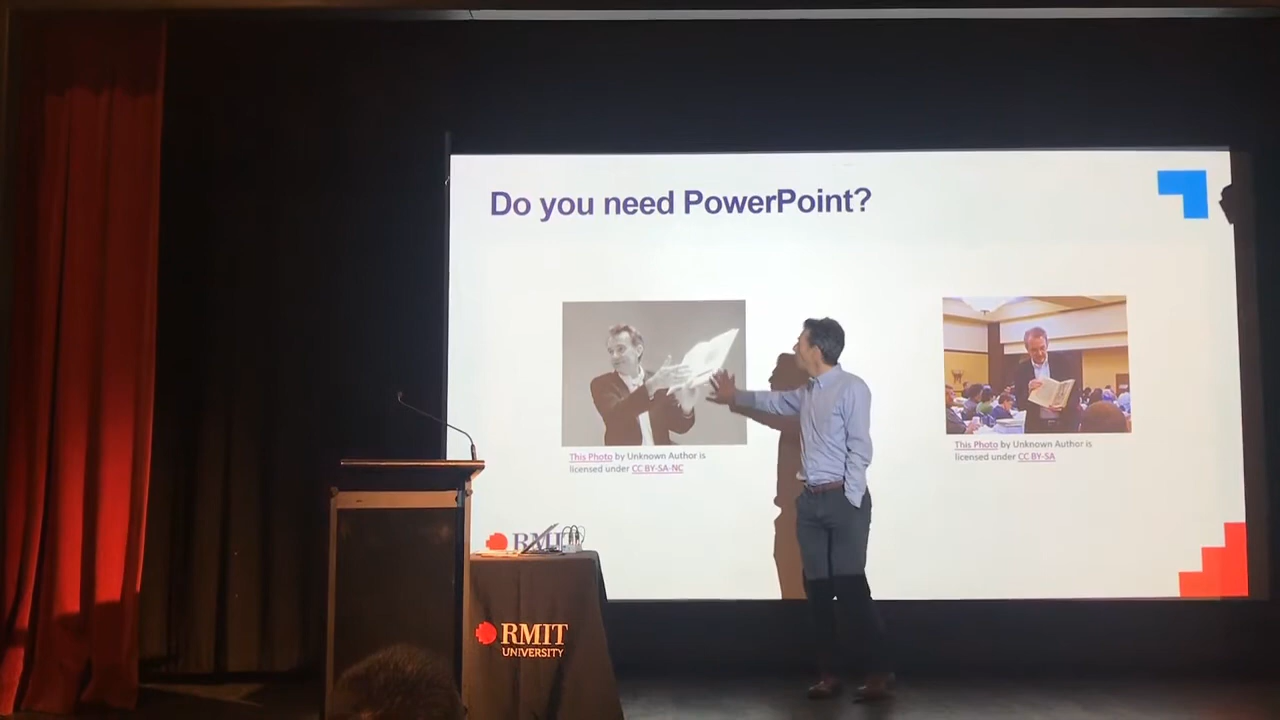 Do you need PowerPoint?
This Photo by Unknown Author is
licensed under CC BY-SA-NC
This Photo by Unknown Author is
licensed under CC BY-SA
RMIT
RMIT
UNIVERSITY